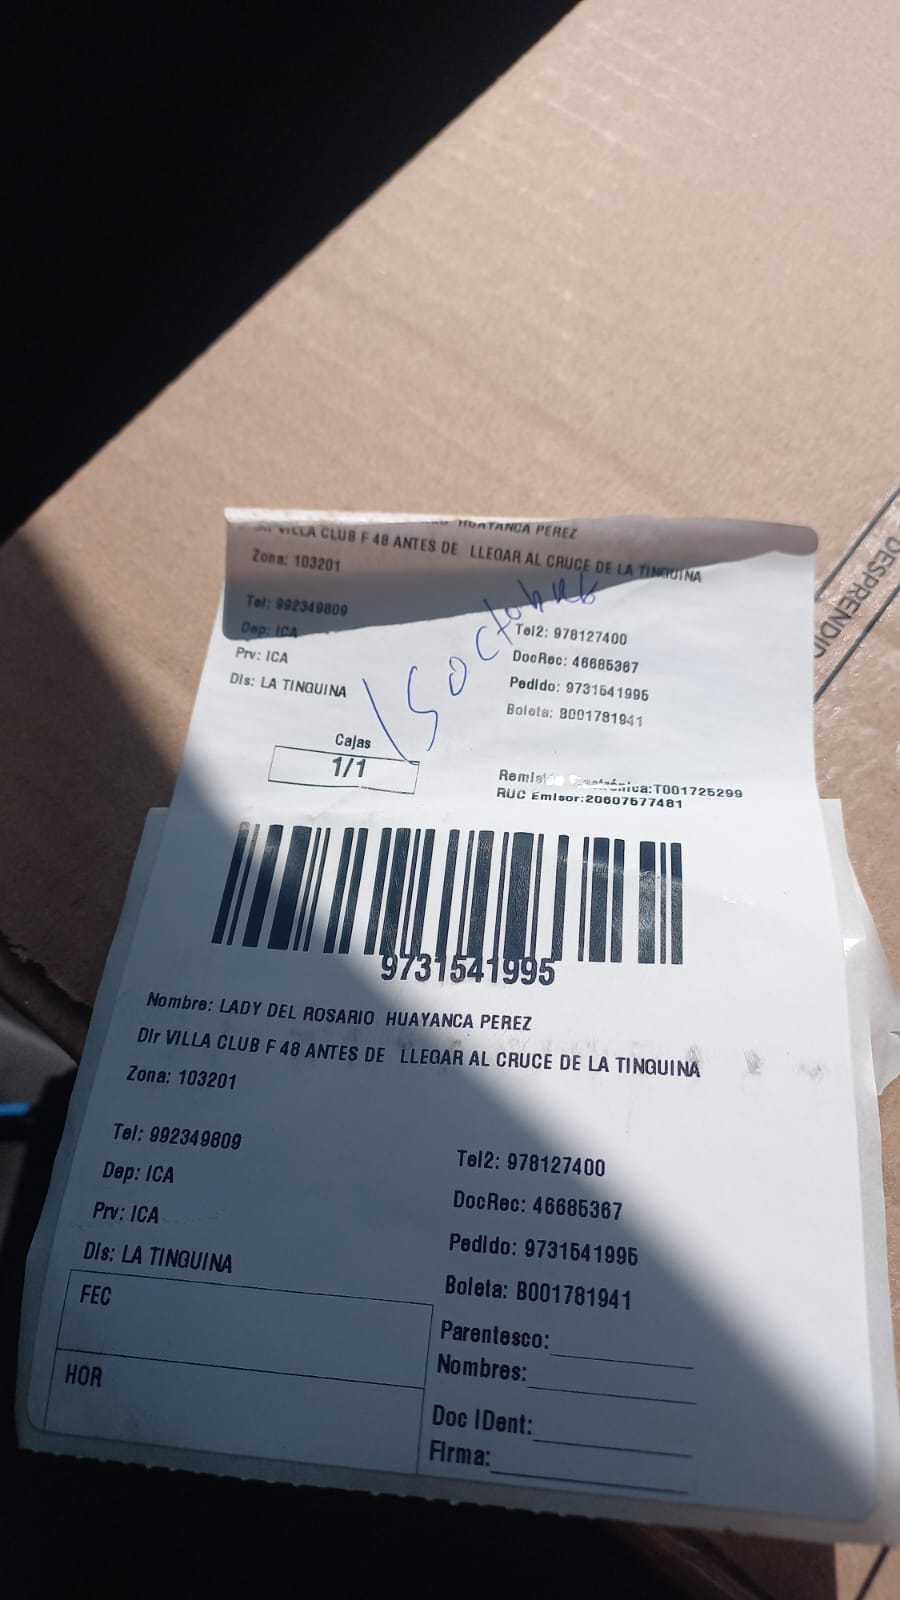 HUAYANCA PEREZ
VILLA CLUB F 48 ANTES DE LLEGAR AL CRUCE DE LA TINGUINA
Zona: 103201
Tel: 992349809
Tel2: 978127400
Dep: ICA
DocRec: 46685367
Prv: ICA
Pedido: 9731541995
Dis: LA TINGUINA
Boleta: B001781941
Cajas
1/1
Remisión Electrónica:T001725299
RUC Emisor:20607577481
9731541995
Nombre: LADY DEL ROSARIO HUAYANCA PEREZ
Dir VILLA CLUB F 48 ANTES DE LLEGAR AL CRUCE DE LA TINGUINA
Zona: 103201
Tel: 992349809
Tel2: 978127400
Dep: ICA
DocRec: 46685367
Prv: ICA
Pedido: 9731541995
Dis: LA TINGUINA
Boleta: B001781941
FEC
Parentesco:
Nombres:
HOR
Doc IDent:
Firma:
DESPRENDID